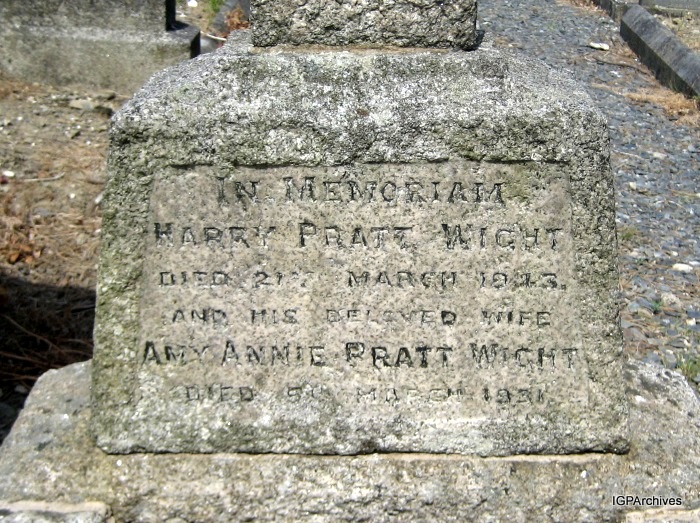 IN MEMORIAM
HARRY PRATT WIGHT
DIED 21ST MARCH
AND HIS BELOVED WIFE
AMY ANNIE PRATT WIGHT
DIED 5TH MARCH 1931.
IGPArchives